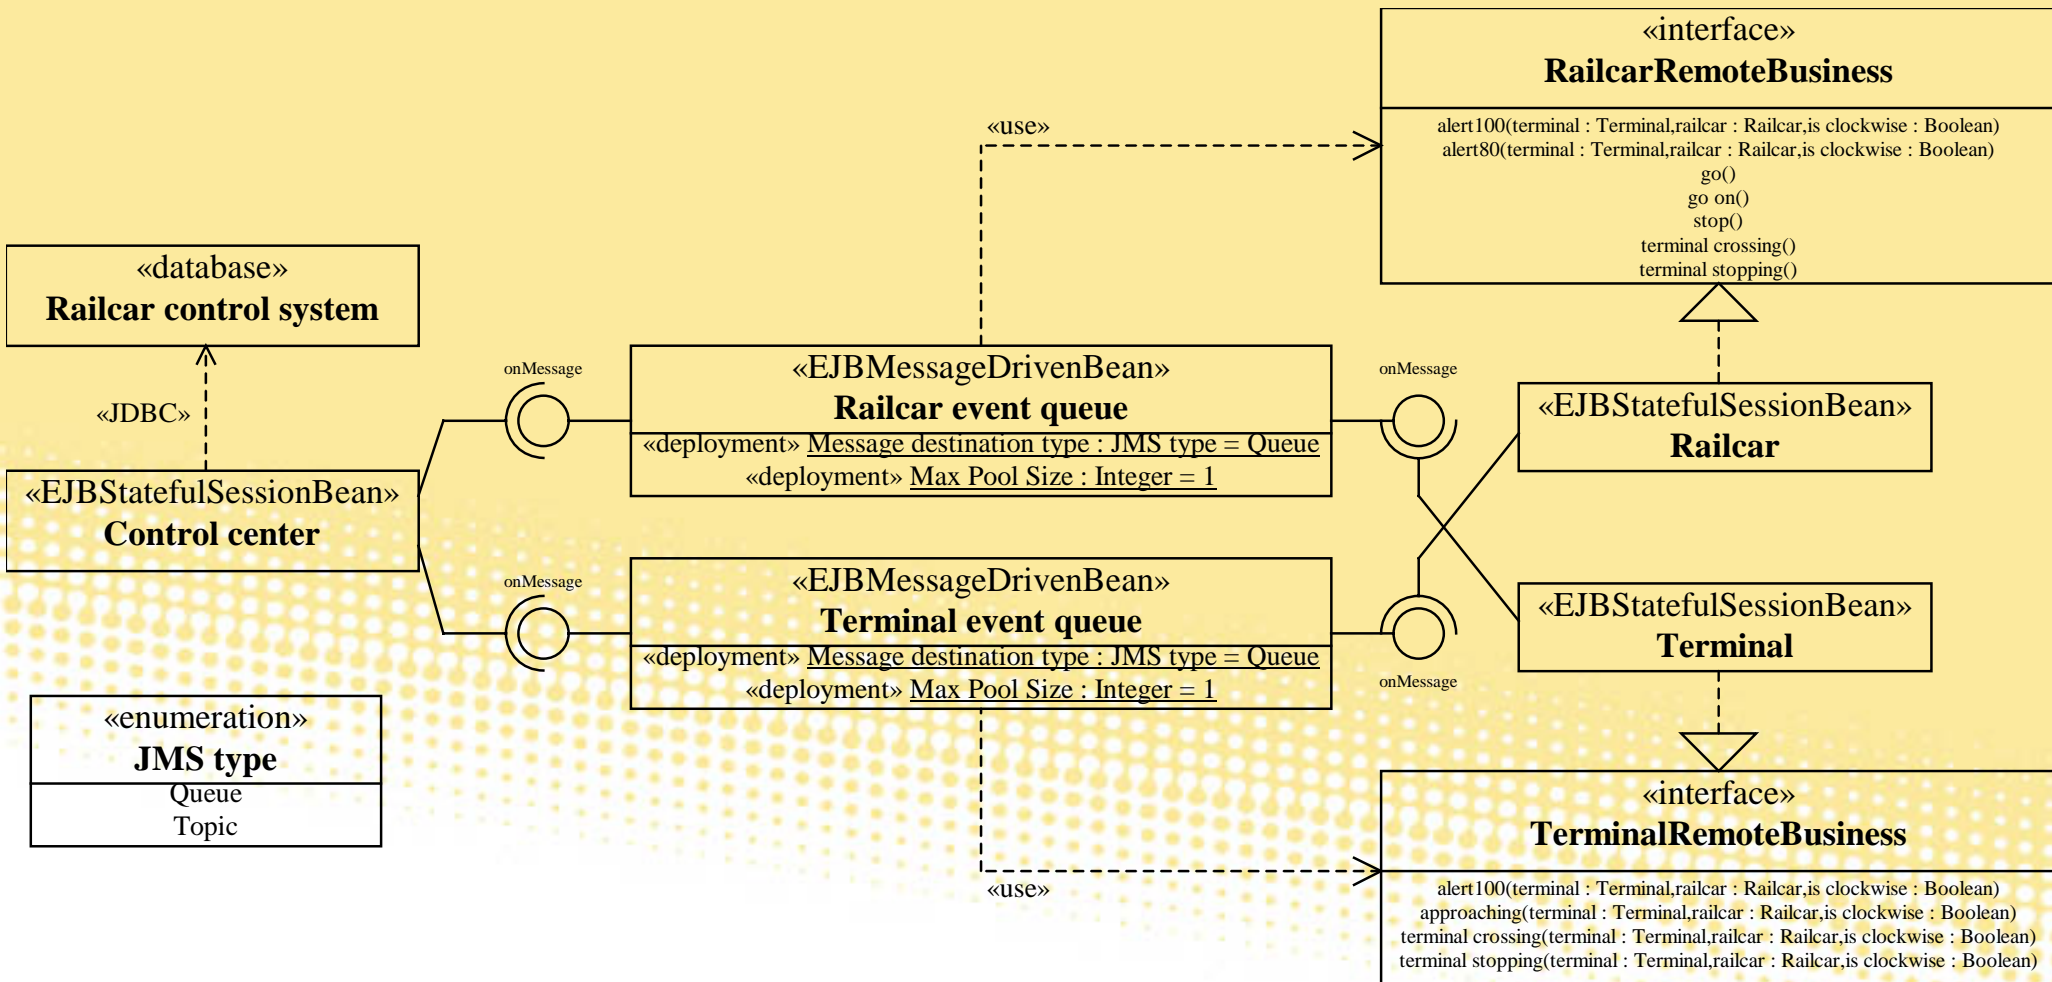 «interface»
RailcarRemoteBusiness
alert100(terminal : Terminal,railcar : Railcar,is clockwise : Boolean)
alert80(terminal : Terminal,railcar : Railcar,is clockwise : Boolean)
go()
go on()
stop()
terminal crossing()
terminal stopping()
«use»
«database»
Railcar control system
«JDBC»
«EJBStatefulSessionBean»
Control center
onMessage
«EJBMessageDrivenBean»
Railcar event queue
«deployment» Message destination type : JMS type = Queue
«deployment» Max Pool Size : Integer = 1
onMessage
«EJBStatefulSessionBean»
Railcar
onMessage
«EJBMessageDrivenBean»
Terminal event queue
«deployment» Message destination type : JMS type = Queue
«deployment» Max Pool Size : Integer = 1
onMessage
«EJBStatefulSessionBean»
Terminal
«enumeration»
JMS type
Queue
Topic
«use»
«interface»
TerminalRemoteBusiness
alert100(terminal : Terminal,railcar : Railcar,is clockwise : Boolean)
approaching(terminal : Terminal,railcar : Railcar,is clockwise : Boolean)
terminal crossing(terminal : Terminal,railcar : Railcar,is clockwise : Boolean)
terminal stopping(terminal : Terminal,railcar : Railcar,is clockwise : Boolean)